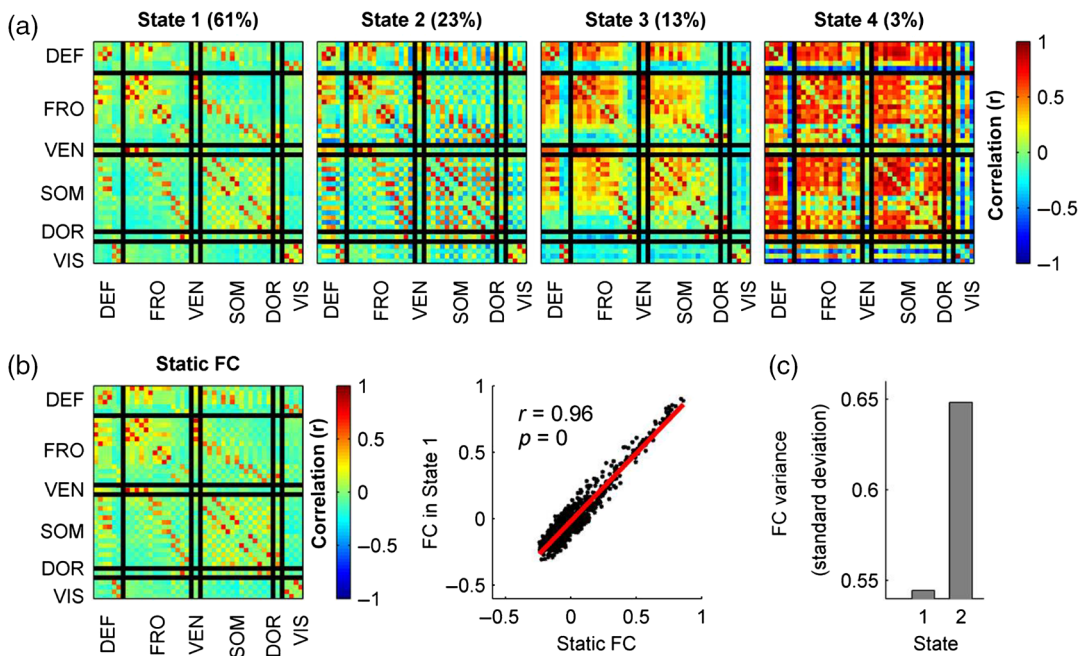 (a)
State 1 (61%) State 2 (23%) State 3 (13%) State 4 (3%)
DEF
FRO
VEN
SOM
DOR
VIS
DEF FRO VEN SOM DOR VIS DEF FRO VEN SOM DOR VIS DEF FRO VEN SOM DOR VIS DEF FRO VEN SOM DOR VIS
1
0.5
0
−0.5
−1
Correlation (r)
(b)
Static FC
DEF
FRO
VEN
SOM
DOR
VIS
DEF FRO VEN SOM DOR VIS
1
0.5
0
−0.5
−1
Correlation (r)
r = 0.96
p = 0
1
0.5
0
−0.5
FC in State 1
−0.5 0 0.5 1
Static FC
(c)
0.65
0.6
0.55
FC variance
(standard deviation)
1 2
State